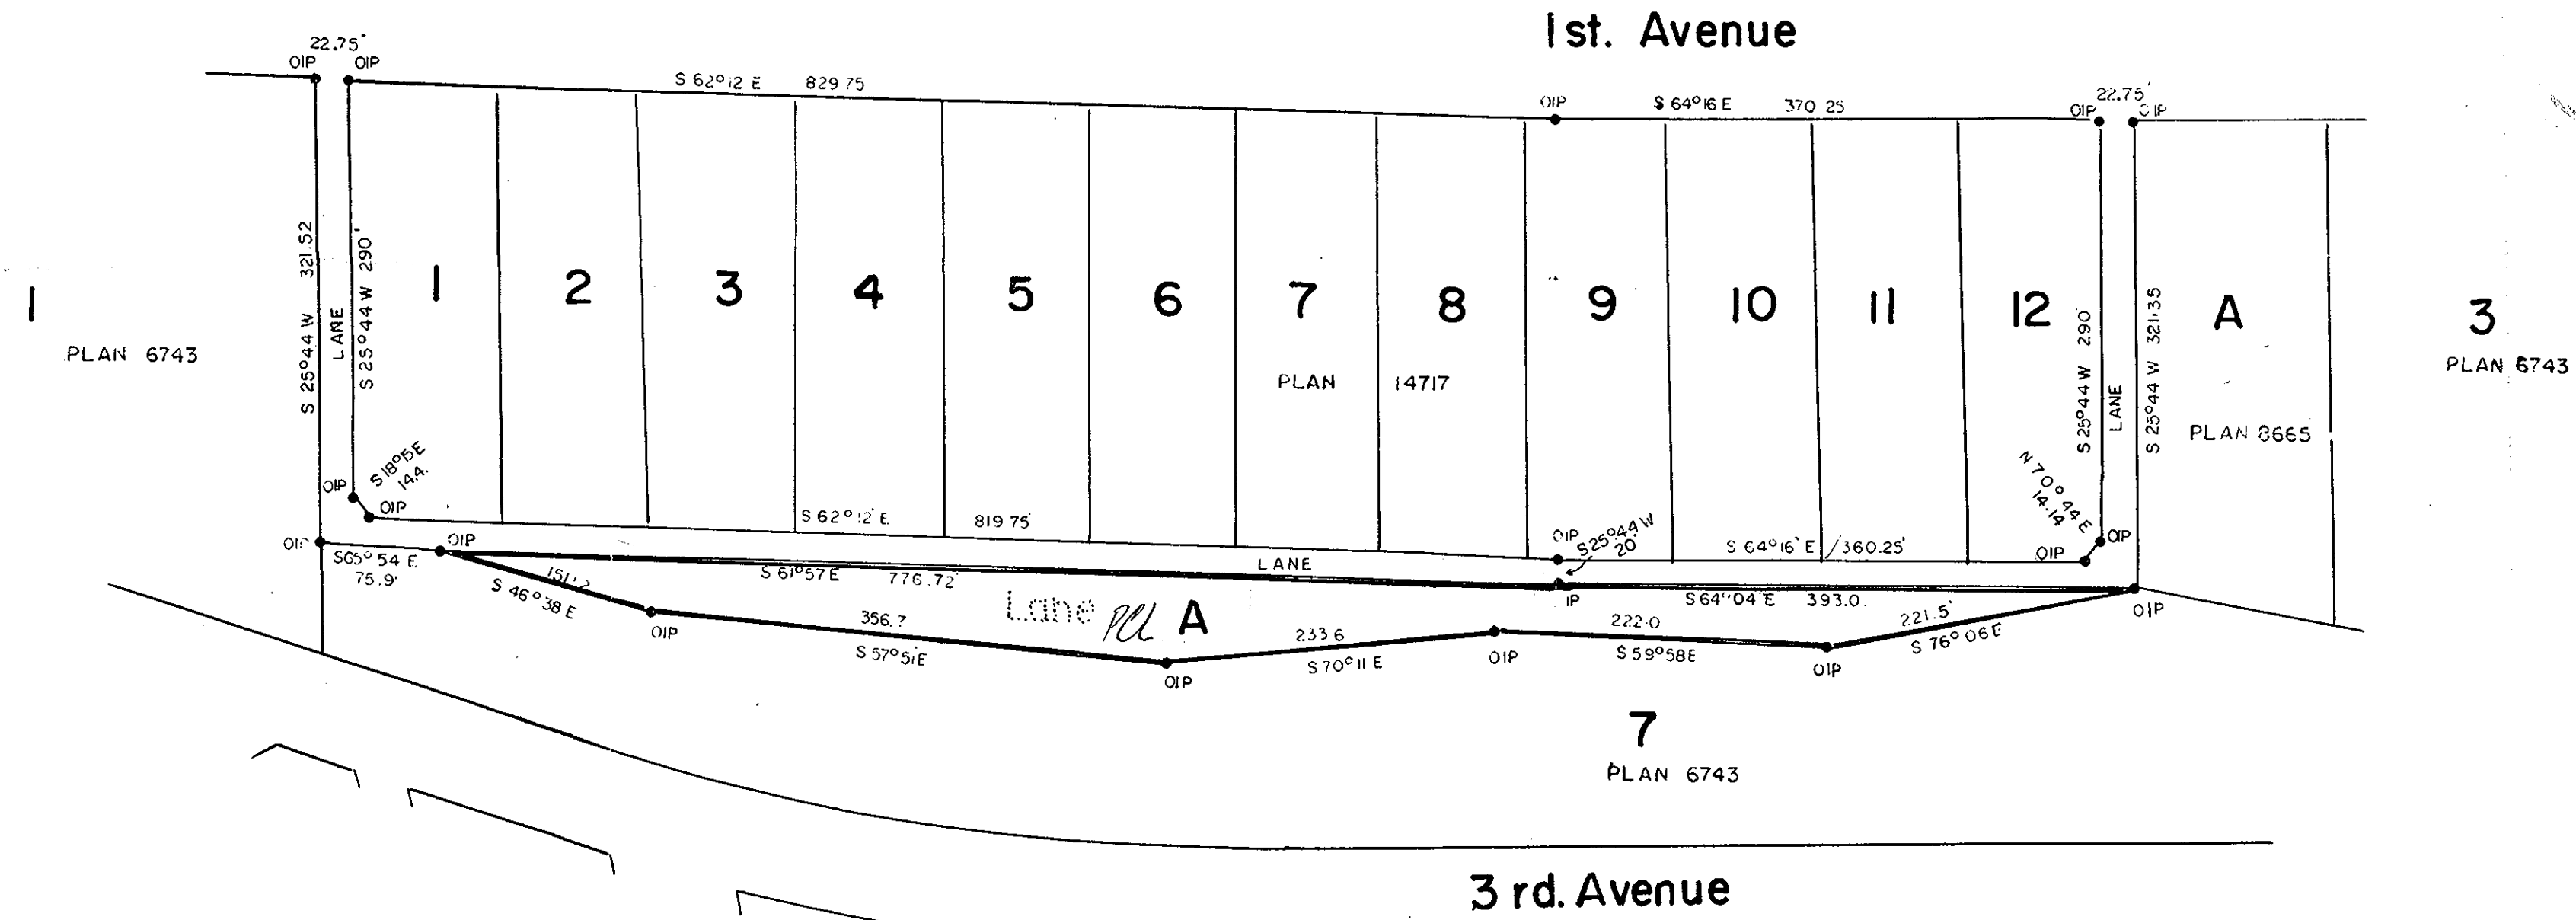 1st. Avenue
22.75'
OIP
OIP
S 62°12 E 829 75
OIP
S 64°16 E 370 25
22.75'
OIP
OIP
S 25°44 W 321.52
LANE
S 25°44 W 290'
1
PLAN 6743
1
2
3
4
5
6
7
8
9
10
11
12
PLAN 14717
S 25°44 W 290'
LANE
S 25°44 W 321.35
A
PLAN 8665
3
PLAN 6743
OIP
S 18°15 E
14.4.
OIP
S 62°12' E. 819 75'
OIP
S 25°44 W
20'
S 64°16' E 360.25'
N 70°44 E
14.14
OIP
OIP
OIP
S65° 54 E.
75.9'
OIP
151.2
S 46°38 E
S 61°57 E 776.72'
LANE
IP
S 64°04' E 393.0.
OIP
Lane
PCL A
OIP
356.7
S 57°51 E
OIP
233 6
S 70°11 E
OIP
222.0
S 59°58 E
OIP
221.5'
S 76° 06 E
7
PLAN 6743
3 rd. Avenue